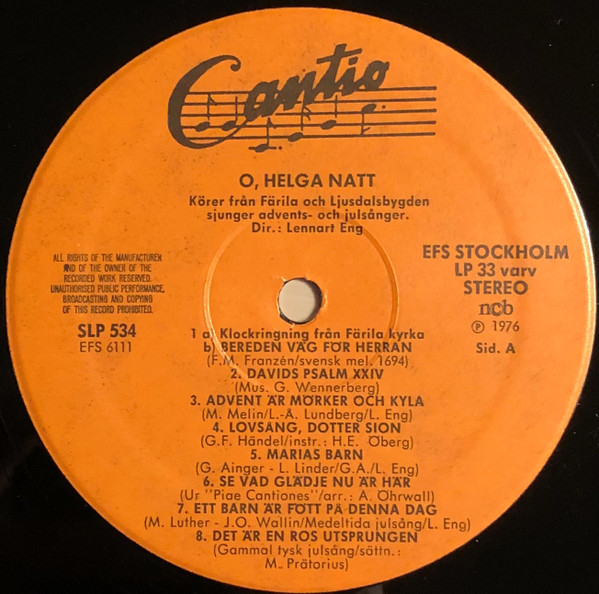 Cantio
O, HELGA NATT
Körer från Färila och Ljusdalsbygden
sjunger advents- och julsånger.
Dir.: Lennart Eng
ALL RIGHTS OF THE MANUFACTURER
AND OF THE OWNER OF THE
RECORDED WORK RESERVED.
UNAUTHORISED PUBLIC PERFORMANCE,
BROADCASTING AND COPYING
OF THIS RECORD PROHIBITED.
SLP 534
EFS 6111
EFS STOCKHOLM
LP 33 varv
STEREO
ncb
℗ 1976
Sid. A
1 a) Klockringning från Färila kyrka
b) BEREDEN VÄG FÖR HERRAN
(F.M. Franzén/svensk mel. 1694)
2. DAVIDS PSALM XXIV
(Mus. G. Wennerberg)
3. ADVENT ÄR MÖRKER OCH KYLA
(M. Melin/L.-Å. Lundberg/L. Eng)
4. LOVSÅNG, DOTTER SION
(G.F. Händel/instr.: H.E. Öberg)
5. MARIAS BARN
(G. Ainger - L. Linder/G.A./L. Eng)
6. SE VAD GLÄDJE NU ÄR HÄR
(Ur "Piae Cantiones"/arr.: A. Öhrwall)
7. ETT BARN ÄR FÖTT PÅ DENNA DAG
(M. Luther - J.O. Wallin/Medeltida julsång/L. Eng)
8. DET ÄR EN ROS UTSPRUNGEN
(Gammal tysk julsång/sättn.:
M. Prätorius)